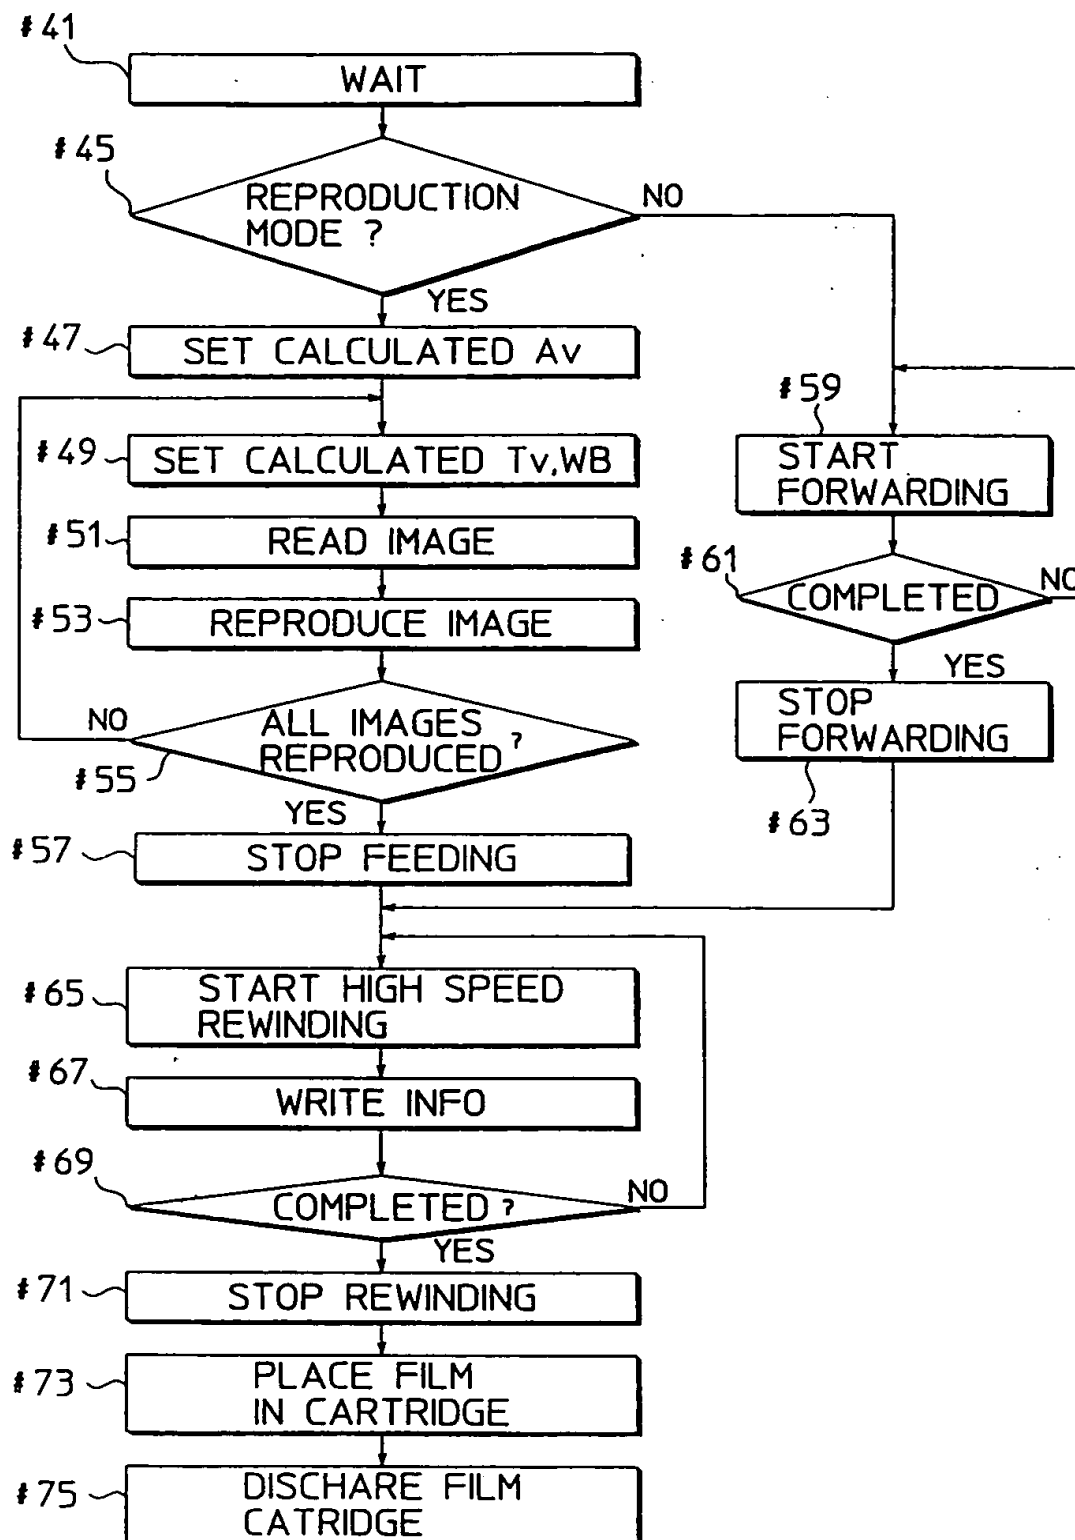 #41
WAIT
#45
REPRODUCTION
MODE ?
NO
YES
#47
SET CALCULATED Av
#49
SET CALCULATED Tv,WB
#51
READ IMAGE
#53
REPRODUCE IMAGE
NO
ALL IMAGES
REPRODUCED ?
#55
YES
#57
STOP FEEDING
#59
START
FORWARDING
#61
COMPLETED
NO
YES
STOP
FORWARDING
#63
#65
START HIGH SPEED
REWINDING
#67
WRITE INFO
#69
COMPLETED ?
NO
YES
#71
STOP REWINDING
#73
PLACE FILM
IN CARTRIDGE
#75
DISCHARE FILM
CATRIDGE